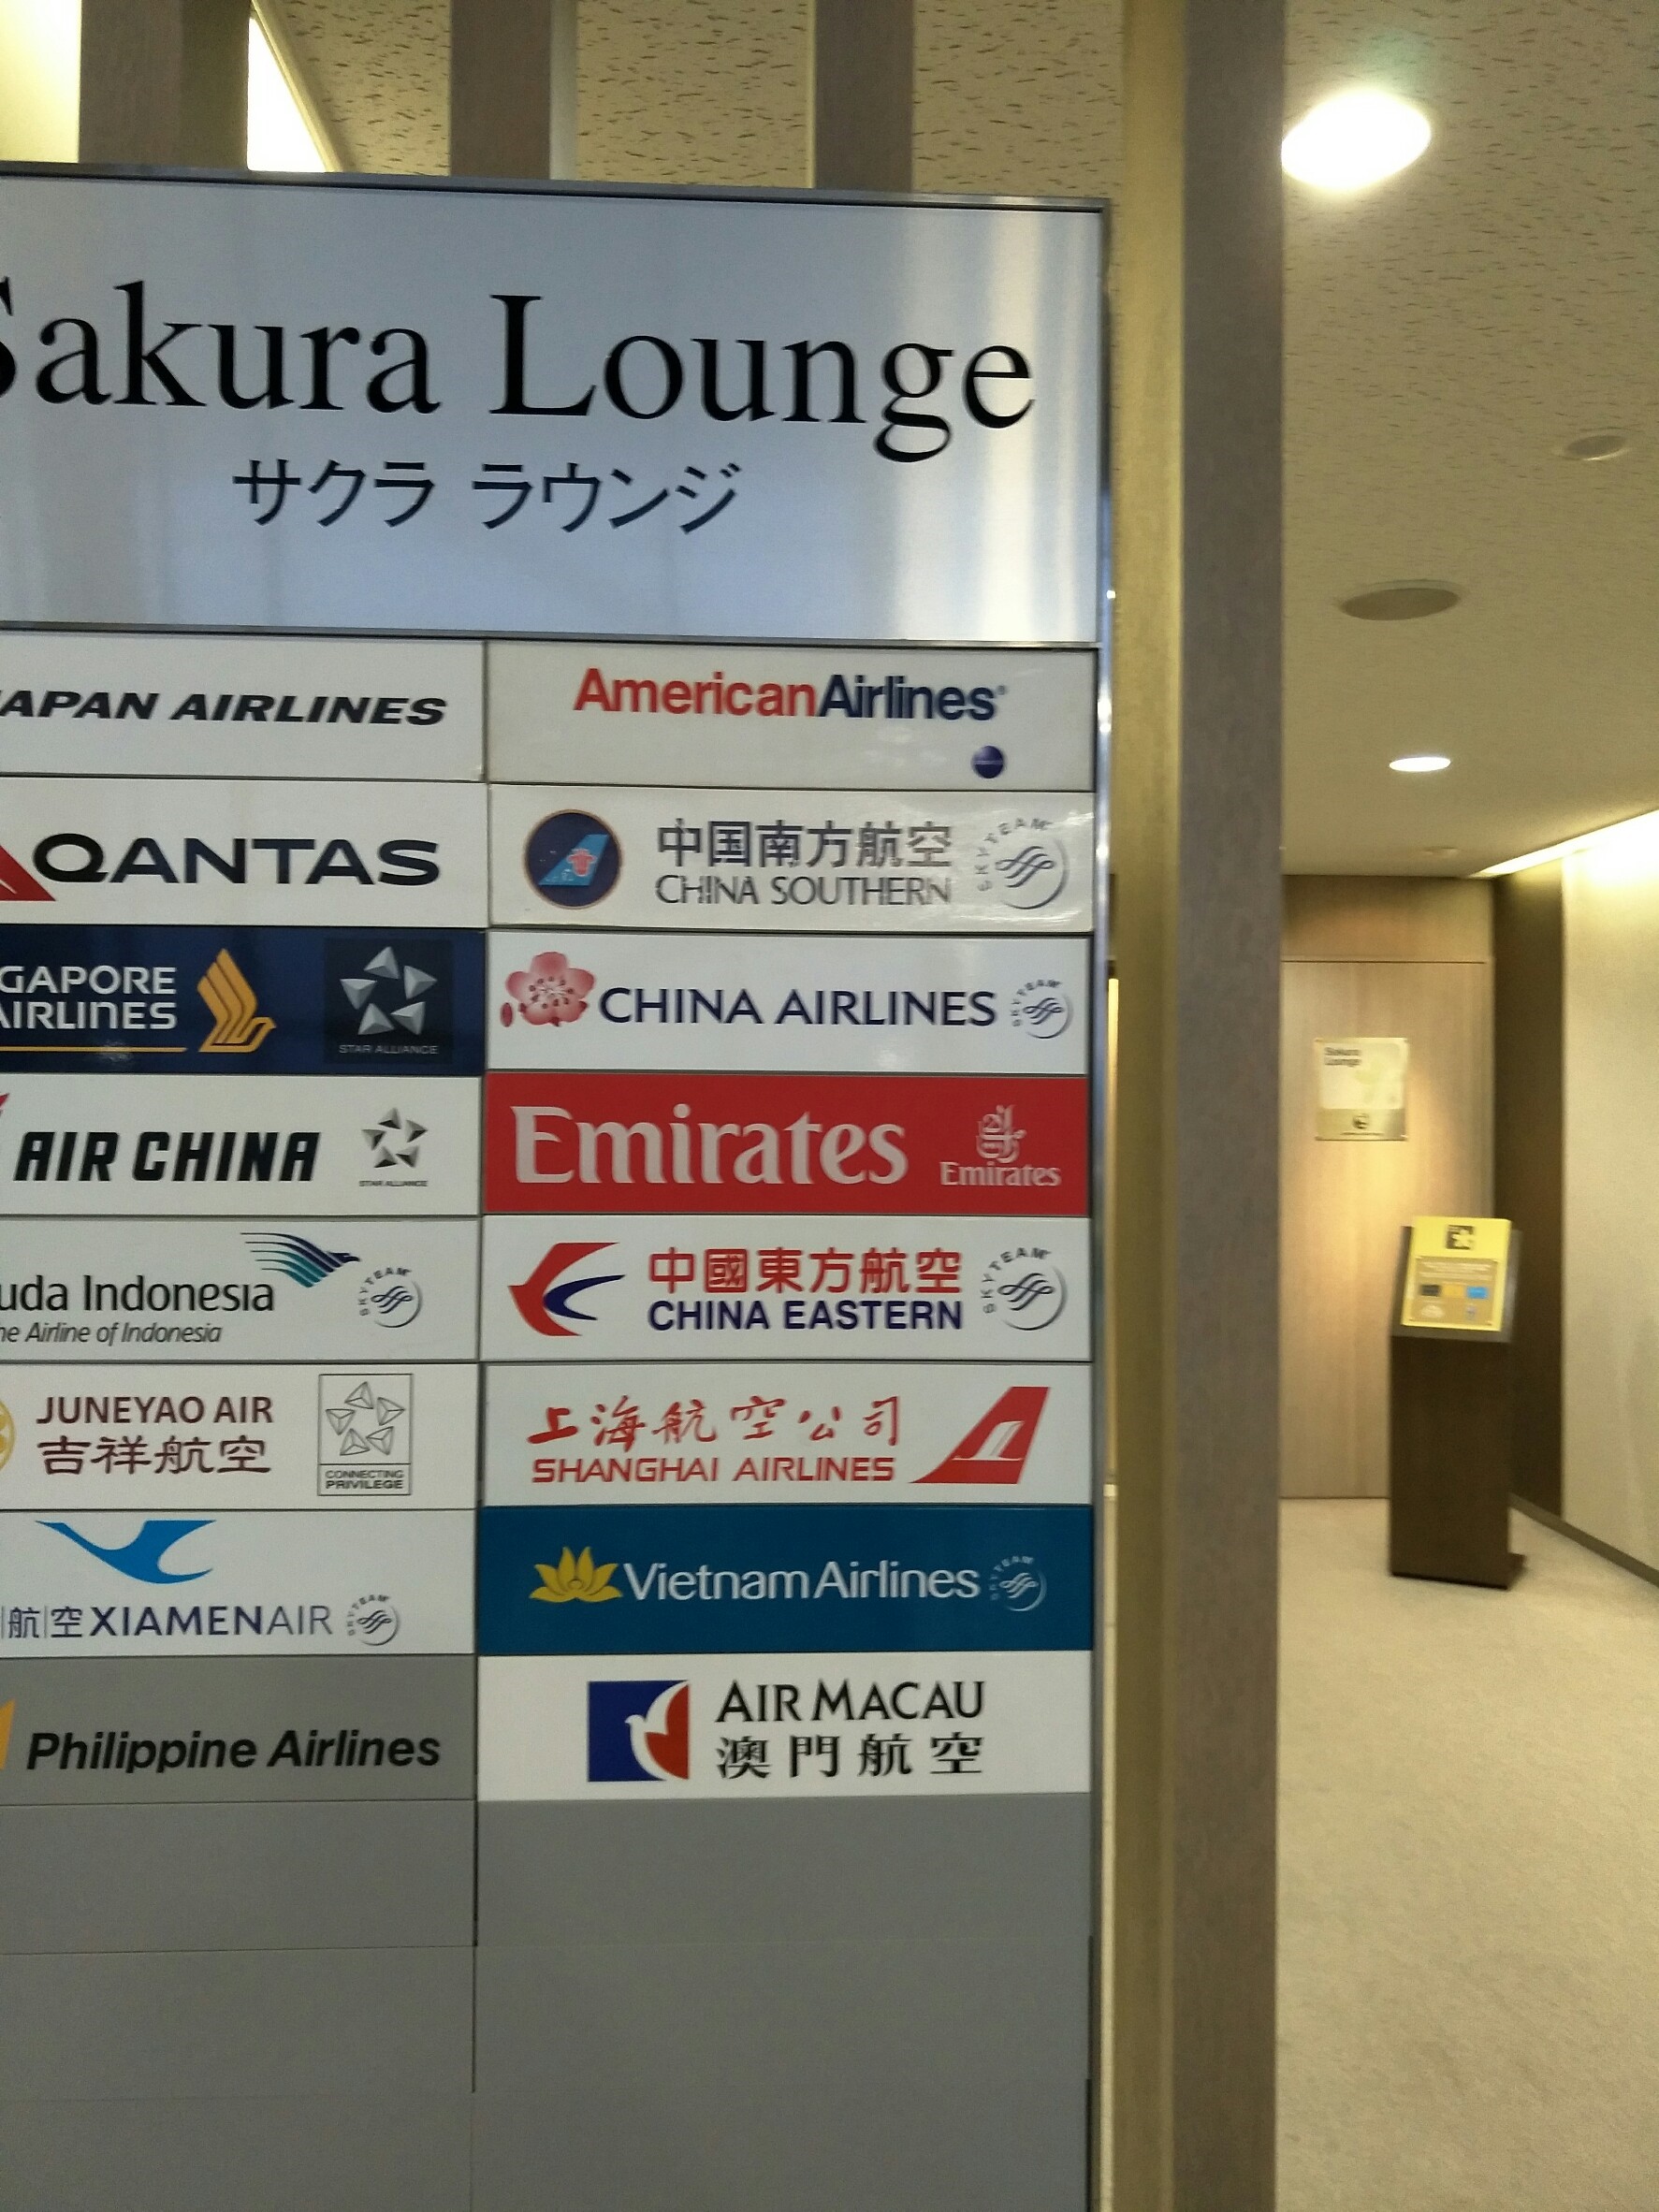 Sakura Lounge
サクラ ラウンジ
APAN AIRLINES
AmericanAirlines
QANTAS
中国南方航空
CHINA SOUTHERN
SKYTEAM
GAPORE
AIRLINES
STAR ALLIANCE
CHINA AIRLINES
SKYTEAM
AIR CHINA
STAR ALLIANCE
Emirates
Emirates
uda Indonesia
he Airline of Indonesia
SKYTEAM
中國東方航空
CHINA EASTERN
SKYTEAM
JUNEYAO AIR
吉祥航空
CONNECTING
PRIVILEGE
上海航空公司
SHANGHAI AIRLINES
航空 XIAMENAIR
SKYTEAM
VietnamAirlines
SKYTEAM
Philippine Airlines
AIR MACAU
澳門航空
Sakura
Lounge